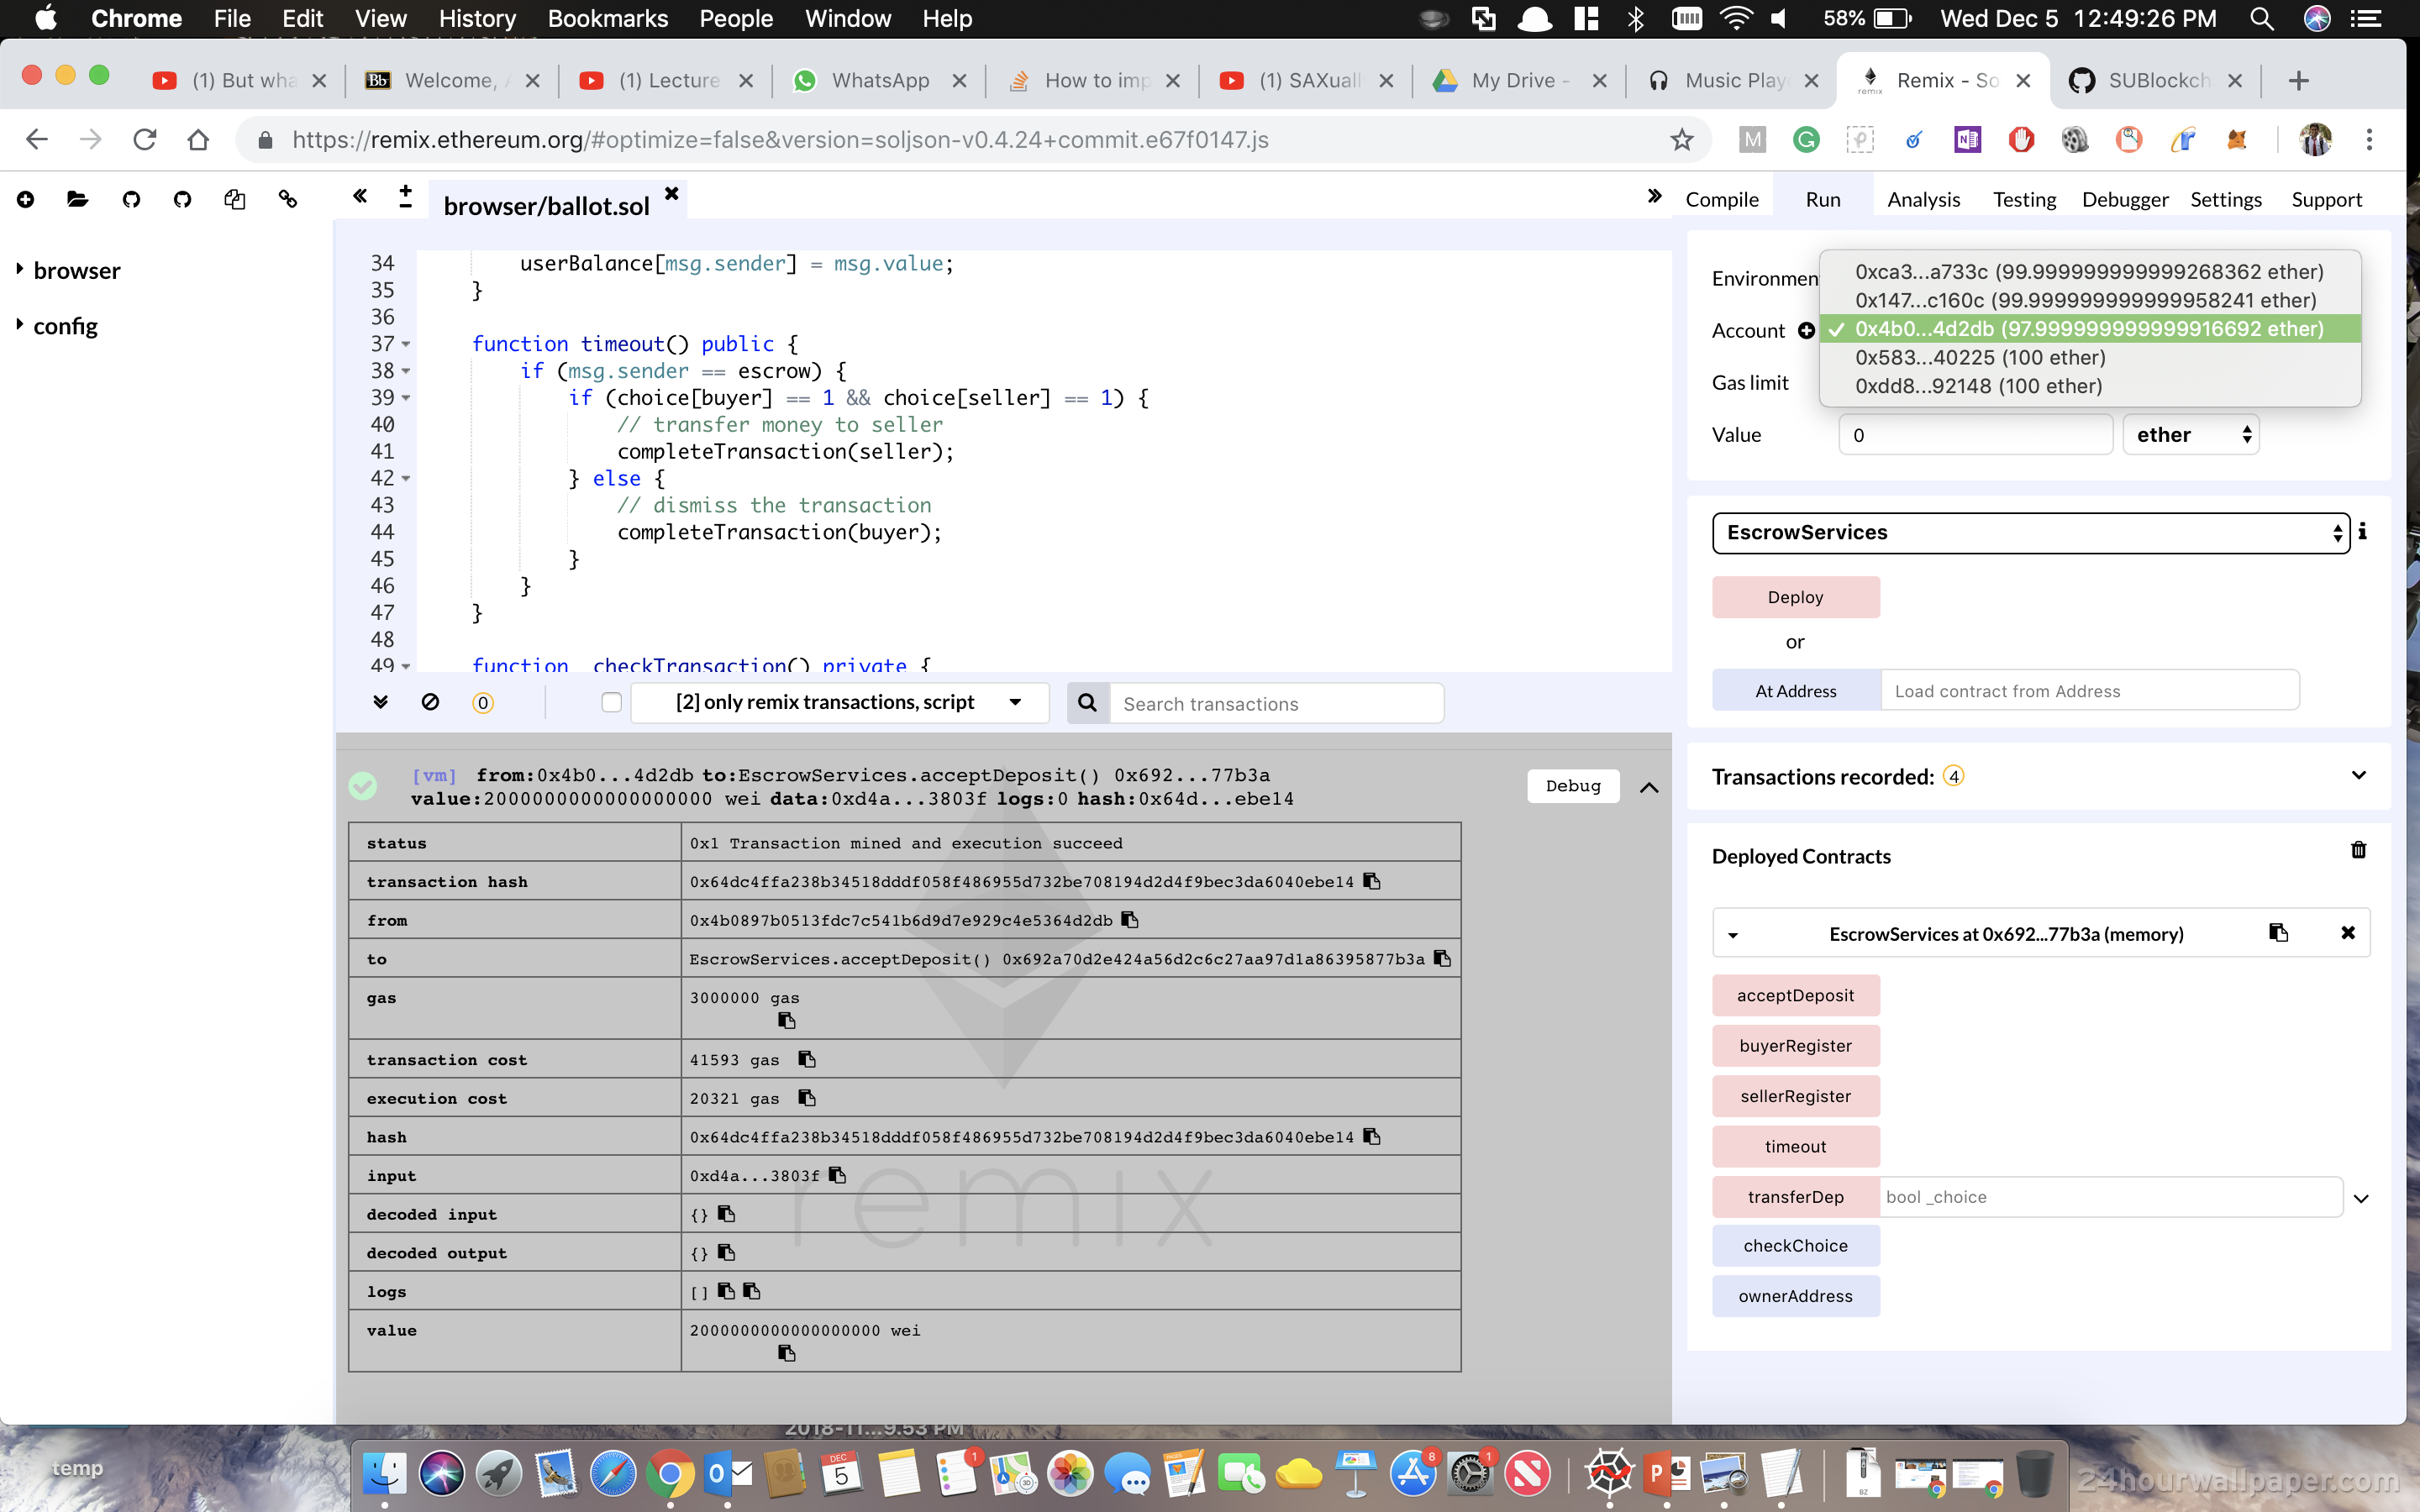 Chrome File Edit View History Bookmarks People Window Help 58% Wed Dec 5 12:49:26 PM
(1) But wha Welcome, A (1) Lecture WhatsApp How to imp (1) SAXuall My Drive - Music Play Remix - So SUBlockch
https://remix.ethereum.org/#optimize=false&version=soljson-v0.4.24+commit.e67f0147.js
browser/ballot.sol
Compile Run Analysis Testing Debugger Settings Support
browser
config
34 userBalance[msg.sender] = msg.value;
35 }
36
37 function timeout() public {
38 if (msg.sender == escrow) {
39 if (choice[buyer] == 1 && choice[seller] == 1) {
40 // transfer money to seller
41 completeTransaction(seller);
42 } else {
43 // dismiss the transaction
44 completeTransaction(buyer);
45 }
46 }
47 }
48
49 function checkTransaction() private {
0
[2] only remix transactions, script
Search transactions
[vm] from:0x4b0...4d2db to:EscrowServices.acceptDeposit() 0x692...77b3a
value:2000000000000000000 wei data:0xd4a...3803f logs:0 hash:0x64d...ebe14
Debug
status 0x1 Transaction mined and execution succeed
transaction hash 0x64dc4ffa238b34518dddf058f486955d732be708194d2d4f9bec3da6040ebe14
from 0x4b0897b0513fdc7c541b6d9d7e929c4e5364d2db
to EscrowServices.acceptDeposit() 0x692a70d2e424a56d2c6c27aa97d1a86395877b3a
gas 3000000 gas
transaction cost 41593 gas
execution cost 20321 gas
hash 0x64dc4ffa238b34518dddf058f486955d732be708194d2d4f9bec3da6040ebe14
input 0xd4a...3803f
decoded input {}
decoded output {}
logs []
value 2000000000000000000 wei
remix
Environmen
Account
Gas limit
Value 0 ether
0xca3...a733c (99.999999999999268362 ether)
0x147...c160c (99.999999999999958241 ether)
0x4b0...4d2db (97.999999999999916692 ether)
0x583...40225 (100 ether)
0xdd8...92148 (100 ether)
EscrowServices
Deploy
or
At Address Load contract from Address
Transactions recorded: 4
Deployed Contracts
EscrowServices at 0x692...77b3a (memory)
acceptDeposit
buyerRegister
sellerRegister
timeout
transferDep bool _choice
checkChoice
ownerAddress
2018-11...9.53 PM
temp
24hourwallpaper.com